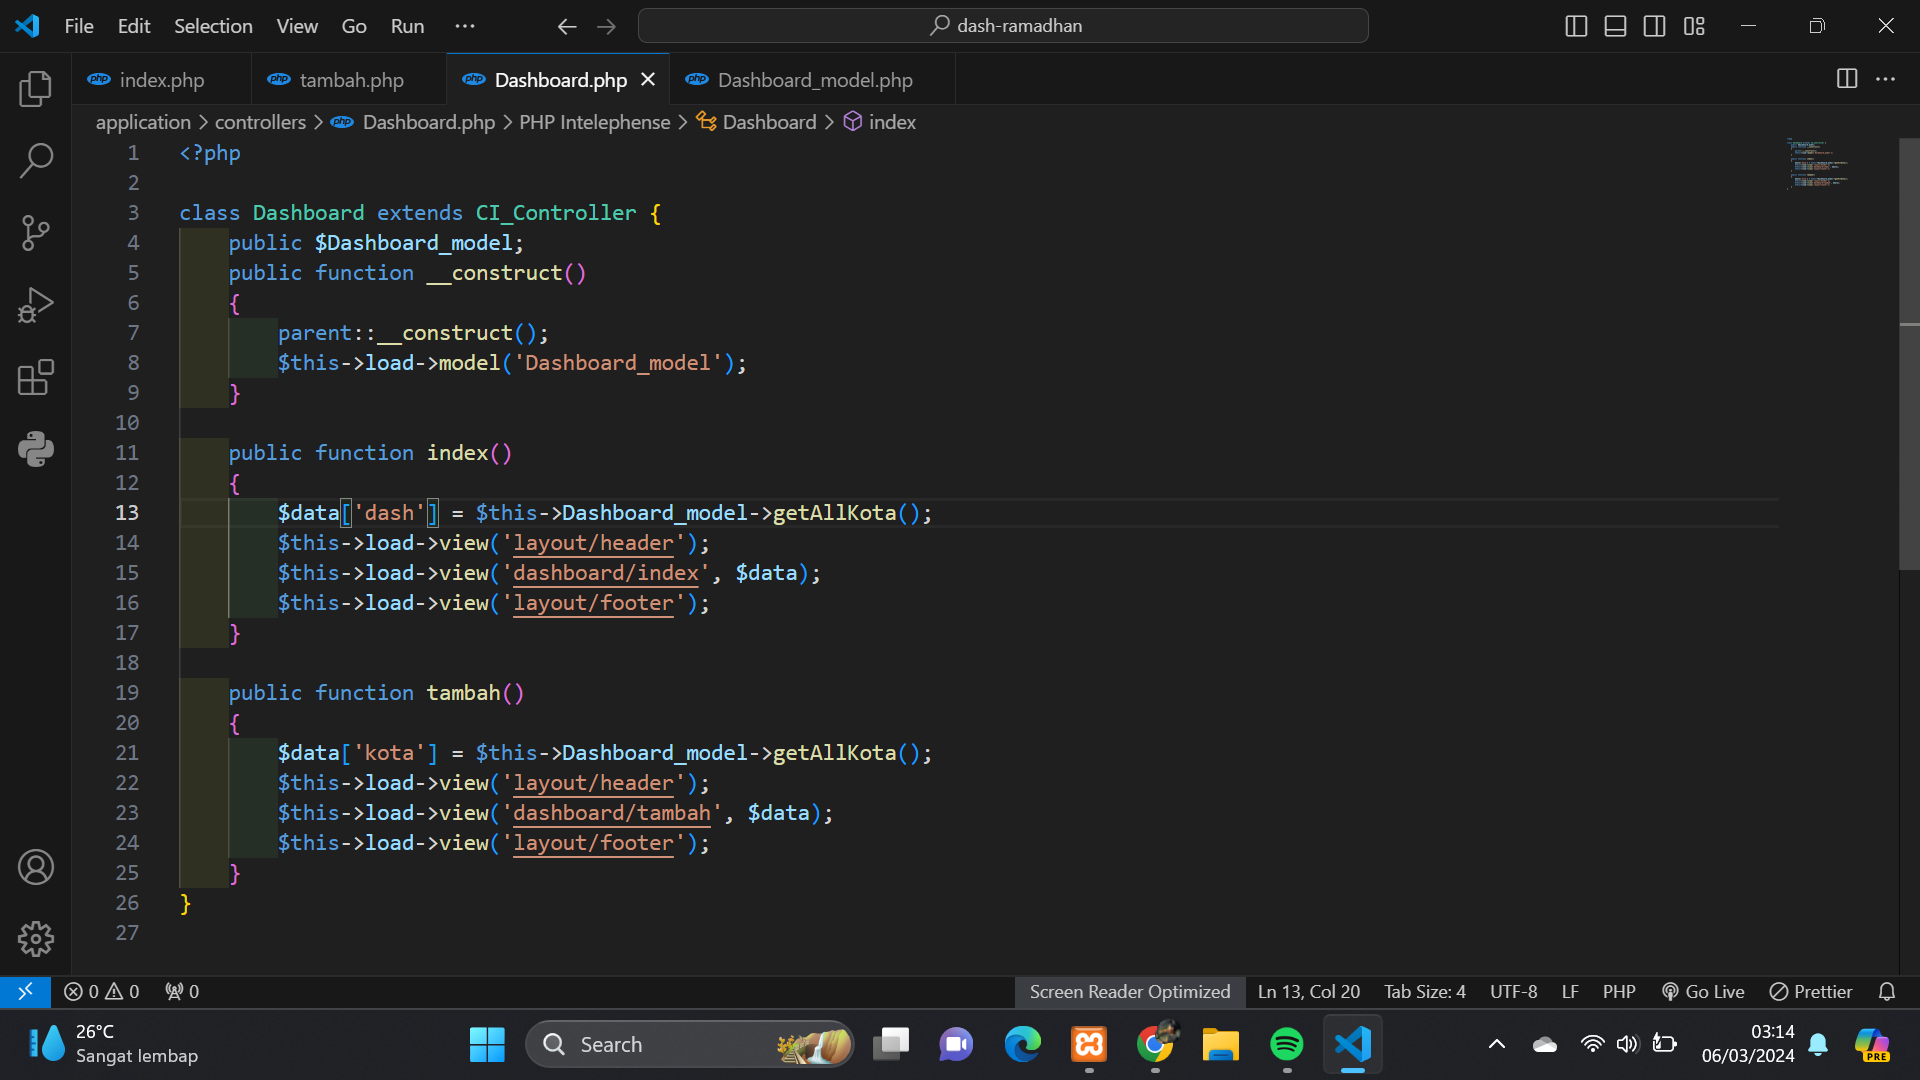 File Edit Selection View Go Run ··· dash-ramadhan
index.php tambah.php Dashboard.php Dashboard_model.php
application > controllers > Dashboard.php > PHP Intelephense > Dashboard > index
1 <?php
2
3 class Dashboard extends CI_Controller {
4 public $Dashboard_model;
5 public function __construct()
6 {
7 parent::__construct();
8 $this->load->model('Dashboard_model');
9 }
10
11 public function index()
12 {
13 $data['dash'] = $this->Dashboard_model->getAllKota();
14 $this->load->view('layout/header');
15 $this->load->view('dashboard/index', $data);
16 $this->load->view('layout/footer');
17 }
18
19 public function tambah()
20 {
21 $data['kota'] = $this->Dashboard_model->getAllKota();
22 $this->load->view('layout/header');
23 $this->load->view('dashboard/tambah', $data);
24 $this->load->view('layout/footer');
25 }
26 }
27
0 0 0 Screen Reader Optimized Ln 13, Col 20 Tab Size: 4 UTF-8 LF PHP Go Live Prettier
26°C
Sangat lembap
Search
03:14
06/03/2024
PRE